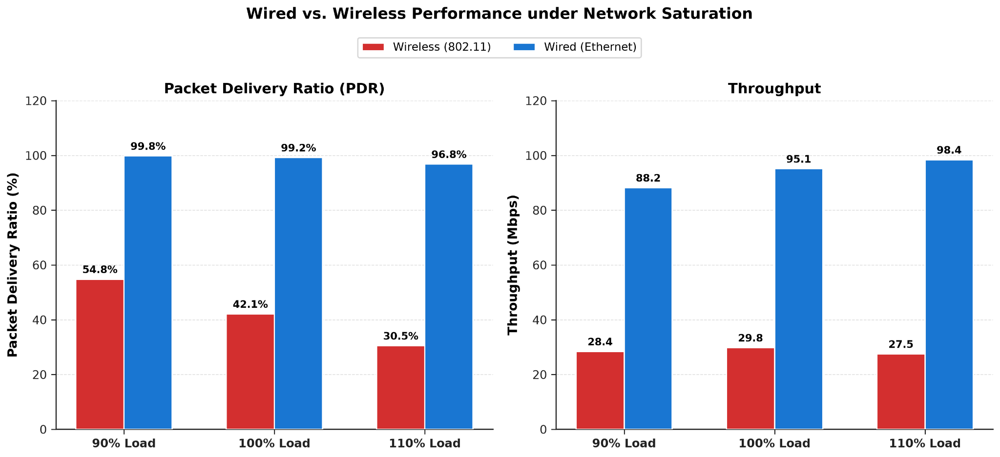 Wired vs. Wireless Performance under Network Saturation
Wireless (802.11)
Wired (Ethernet)
Packet Delivery Ratio (PDR)
Packet Delivery Ratio (%)
120
100
80
60
40
20
0
54.8%
99.8%
42.1%
99.2%
30.5%
96.8%
90% Load
100% Load
110% Load
Throughput
Throughput (Mbps)
120
100
80
60
40
20
0
28.4
88.2
29.8
95.1
27.5
98.4
90% Load
100% Load
110% Load